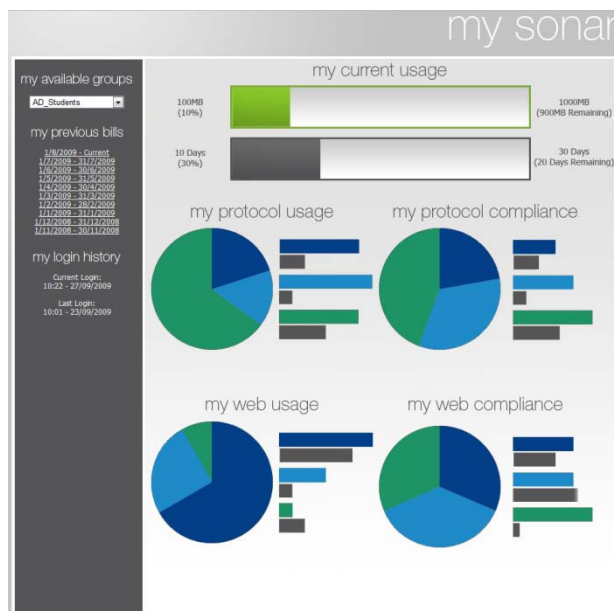 my sonar
my available groups
AD_Students
my previous bills
1/8/2009 - Current
1/7/2009 - 31/7/2009
1/6/2009 - 30/6/2009
1/5/2009 - 31/5/2009
1/4/2009 - 30/4/2009
1/3/2009 - 31/3/2009
1/2/2009 - 28/2/2009
1/1/2009 - 31/1/2009
1/12/2008 - 31/12/2008
1/11/2008 - 30/11/2008
my login history
Current Login:
10:22 - 27/09/2009
Last Login:
10:01 - 23/09/2009
my current usage
100MB
(10%)
1000MB
(900MB Remaining)
10 Days
(30%)
30 Days
(20 Days Remaining)
my protocol usage
my protocol compliance
my web usage
my web compliance